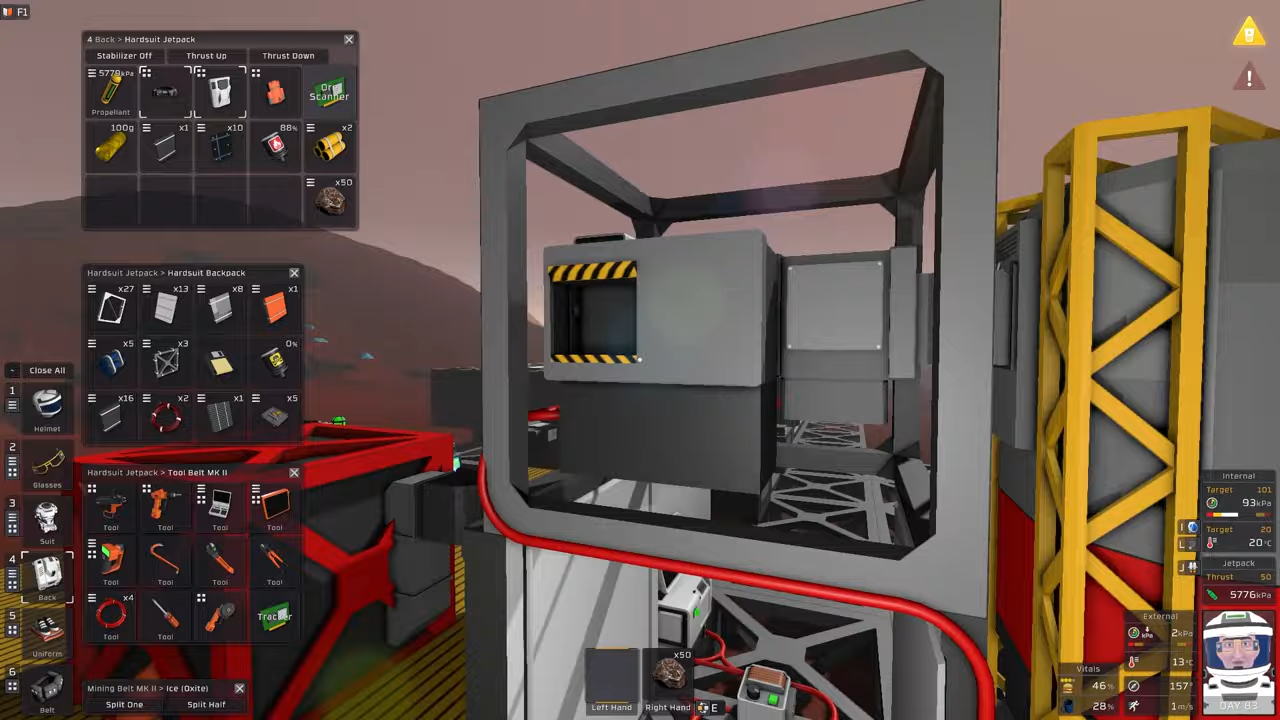 F1
4 Back > Hardsuit Jetpack
Stabilizer Off Thrust Up Thrust Down
5779kPa
Propellant
Ore Scanner
100g x1 x10 88% x2
x50
Hardsuit Jetpack > Hardsuit Backpack
x27 x13 x8 x1
x5 x3 0%
x16 x2 x1 x5
Hardsuit Jetpack > Tool Belt MK II
Tool Tool Tool Tool
Tool Tool Tool Tool
x4
Tool Tool Tool Tracker
Mining Belt MK II > Ice (Oxite)
Split One Split Half
- Close All
1
Helmet
2
Glasses
3
Suit
4
Back
5
Uniform
6
Belt
x50
Left Hand Right Hand E
Internal
Target 101
93kPa
Target 20
20°C
Jetpack
Thrust 50
5776kPa
External
2kPa
13°C
157°
1m/s
Vitals
46%
28%
DAY 83